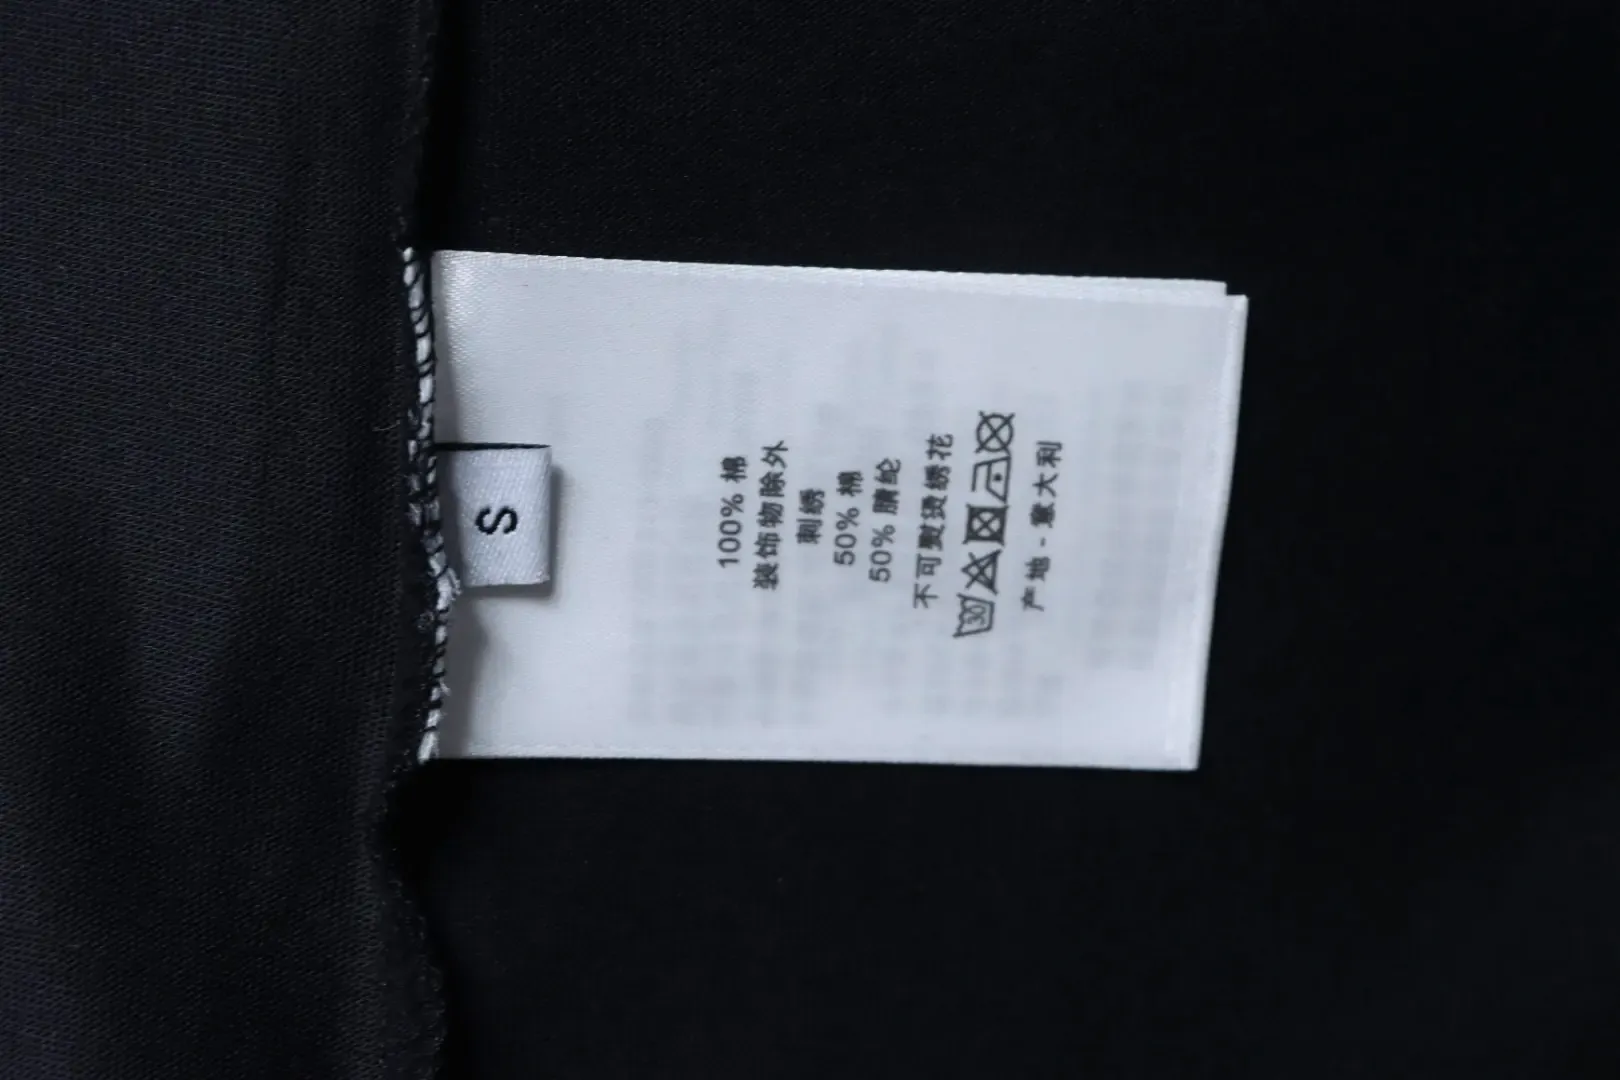 S
100% 棉
装饰物除外
刺绣
50% 棉
50% 腈纶
不可熨烫绣花
30
产地 - 意大利